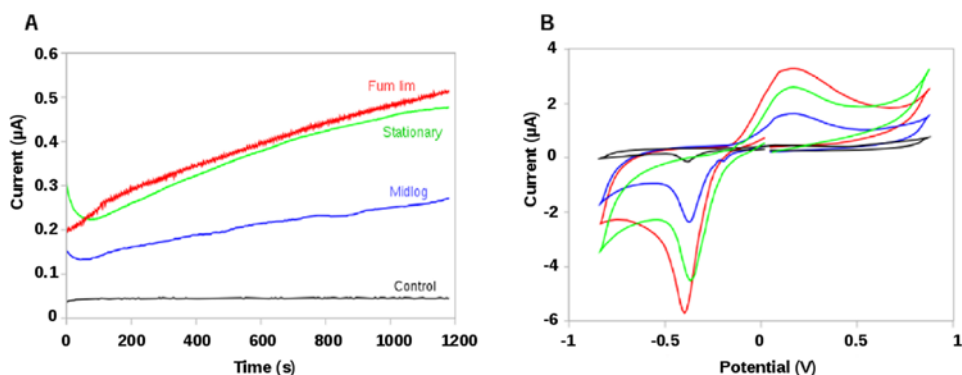 A
0.6
0.5
0.4
0.3
0.2
0.1
0
Current (µA)
Fum lim
Stationary
Midlog
Control
0 200 400 600 800 1000 1200
Time (s)
B
4
2
0
-2
-4
-6
Current (µA)
-1 -0.5 0 0.5 1
Potential (V)